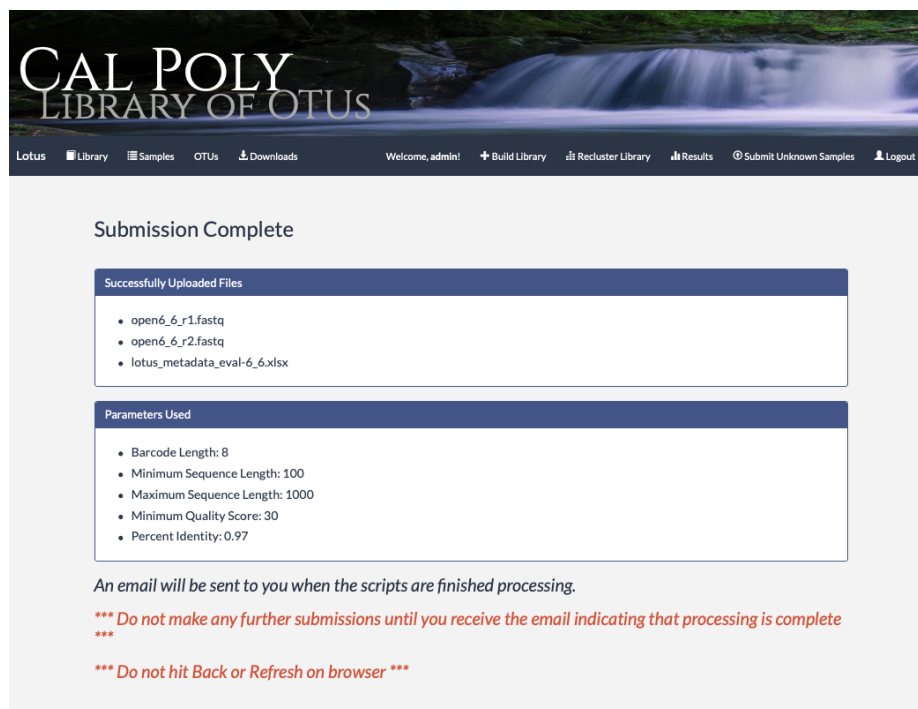 CAL POLY
LIBRARY OF OTUS
Lotus Library Samples OTUs Downloads Welcome, admin! Build Library Recluster Library Results Submit Unknown Samples Logout
Submission Complete
Successfully Uploaded Files
• open6_6_r1.fastq
• open6_6_r2.fastq
• lotus_metadata_eval-6_6.xlsx
Parameters Used
• Barcode Length: 8
• Minimum Sequence Length: 100
• Maximum Sequence Length: 1000
• Minimum Quality Score: 30
• Percent Identity: 0.97
An email will be sent to you when the scripts are finished processing.
*** Do not make any further submissions until you receive the email indicating that processing is complete
***
*** Do not hit Back or Refresh on browser ***